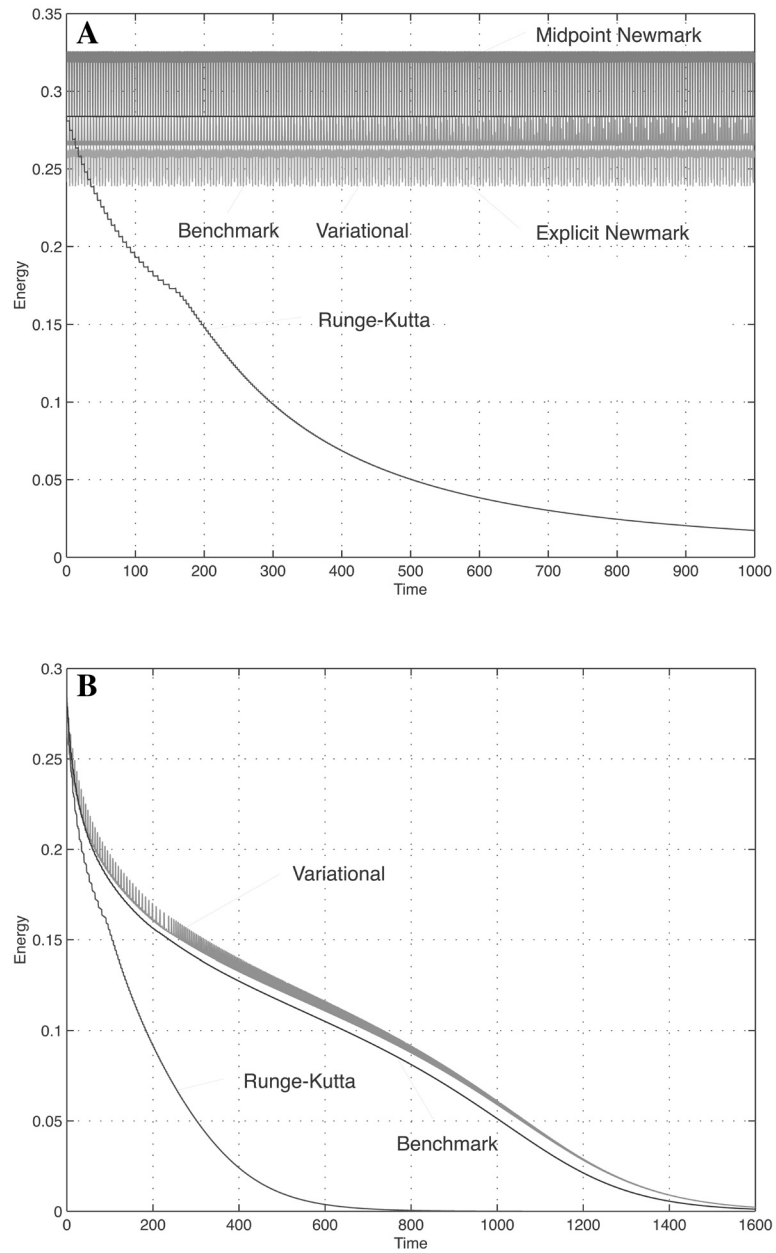 A
0.35
0.3
0.25
0.2
0.15
0.1
0.05
0
Energy
Midpoint Newmark
Benchmark
Variational
Explicit Newmark
Runge-Kutta
0 100 200 300 400 500 600 700 800 900 1000
Time
B
0.3
0.25
0.2
0.15
0.1
0.05
0
Energy
Variational
Runge-Kutta
Benchmark
0 200 400 600 800 1000 1200 1400 1600
Time